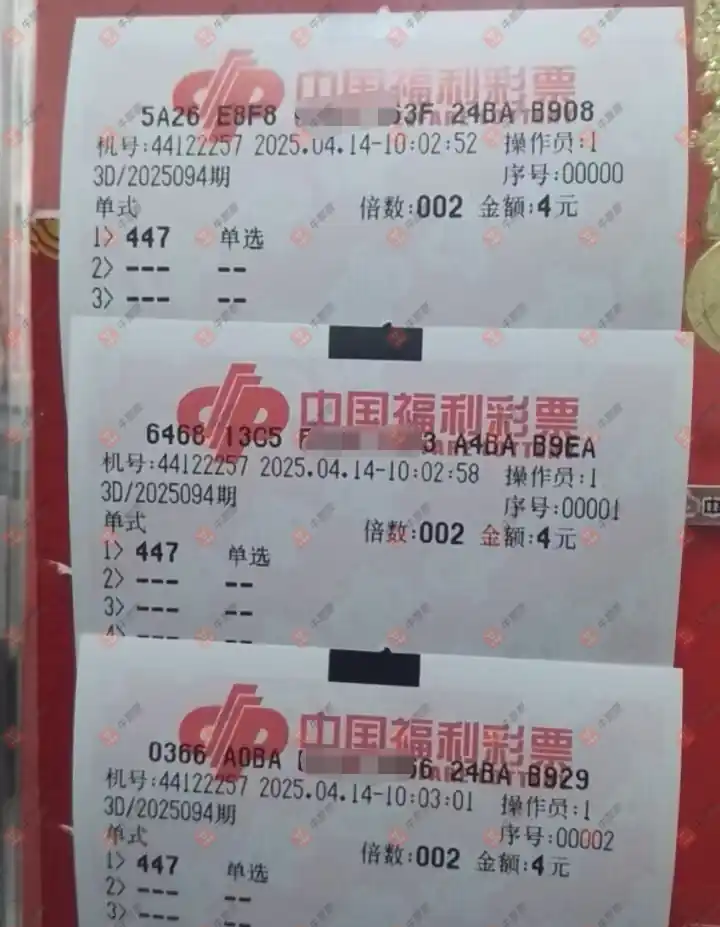 中国福利彩票
5A26 E8F8 63F 24BA B908
机号:44122257 2025.04.14-10:02:52 操作员:1
3D/2025094期 序号:00000
单式 倍数:002 金额:4元
1> 447 单选
2> --- --
3> --- --
中国福利彩票
6468 13C5 3 A4BA B9EA
机号:44122257 2025.04.14-10:02:58 操作员:1
3D/2025094期 序号:00001
单式 倍数:002 金额:4元
1> 447 单选
2> --- --
3> --- --
4> --- --
中国福利彩票
0366 A0BA 66 24BA B929
机号:44122257 2025.04.14-10:03:01 操作员:1
3D/2025094期 序号:00002
单式 倍数:002 金额:4元
1> 447 单选
2> --- --
3> --- --